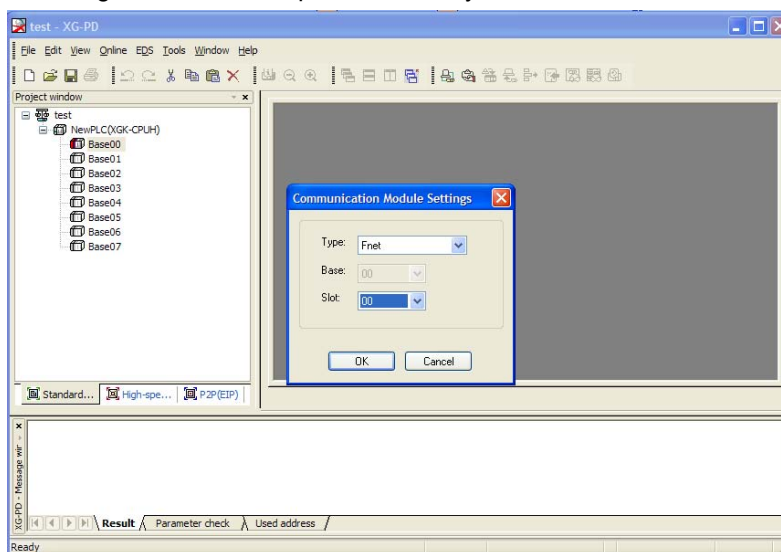 test - XG-PD
File Edit View Online EDS Tools Window Help
Project window
test
NewPLC(XGK-CPUH)
Base00
Base01
Base02
Base03
Base04
Base05
Base06
Base07
Communication Module Settings
Type: Fnet
Base: 00
Slot: 00
OK Cancel
Standard... High-spe... P2P(EIP)
XG-PD - Message wir
Result Parameter check Used address
Ready